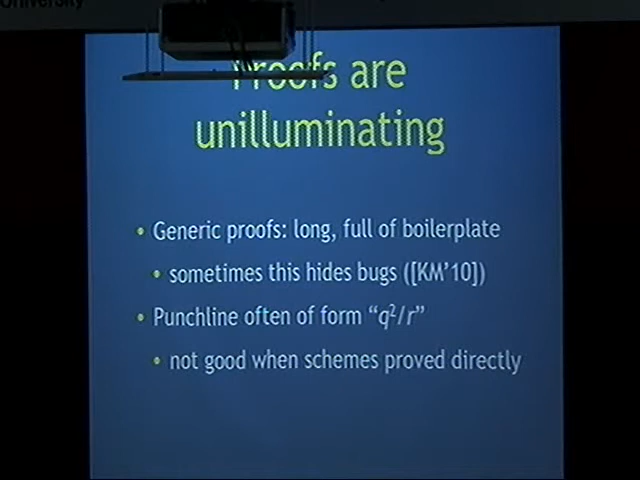 University
Proofs are
unilluminating
• Generic proofs: long, full of boilerplate
• sometimes this hides bugs ([KM'10])
• Punchline often of form “q²/r”
• not good when schemes proved directly